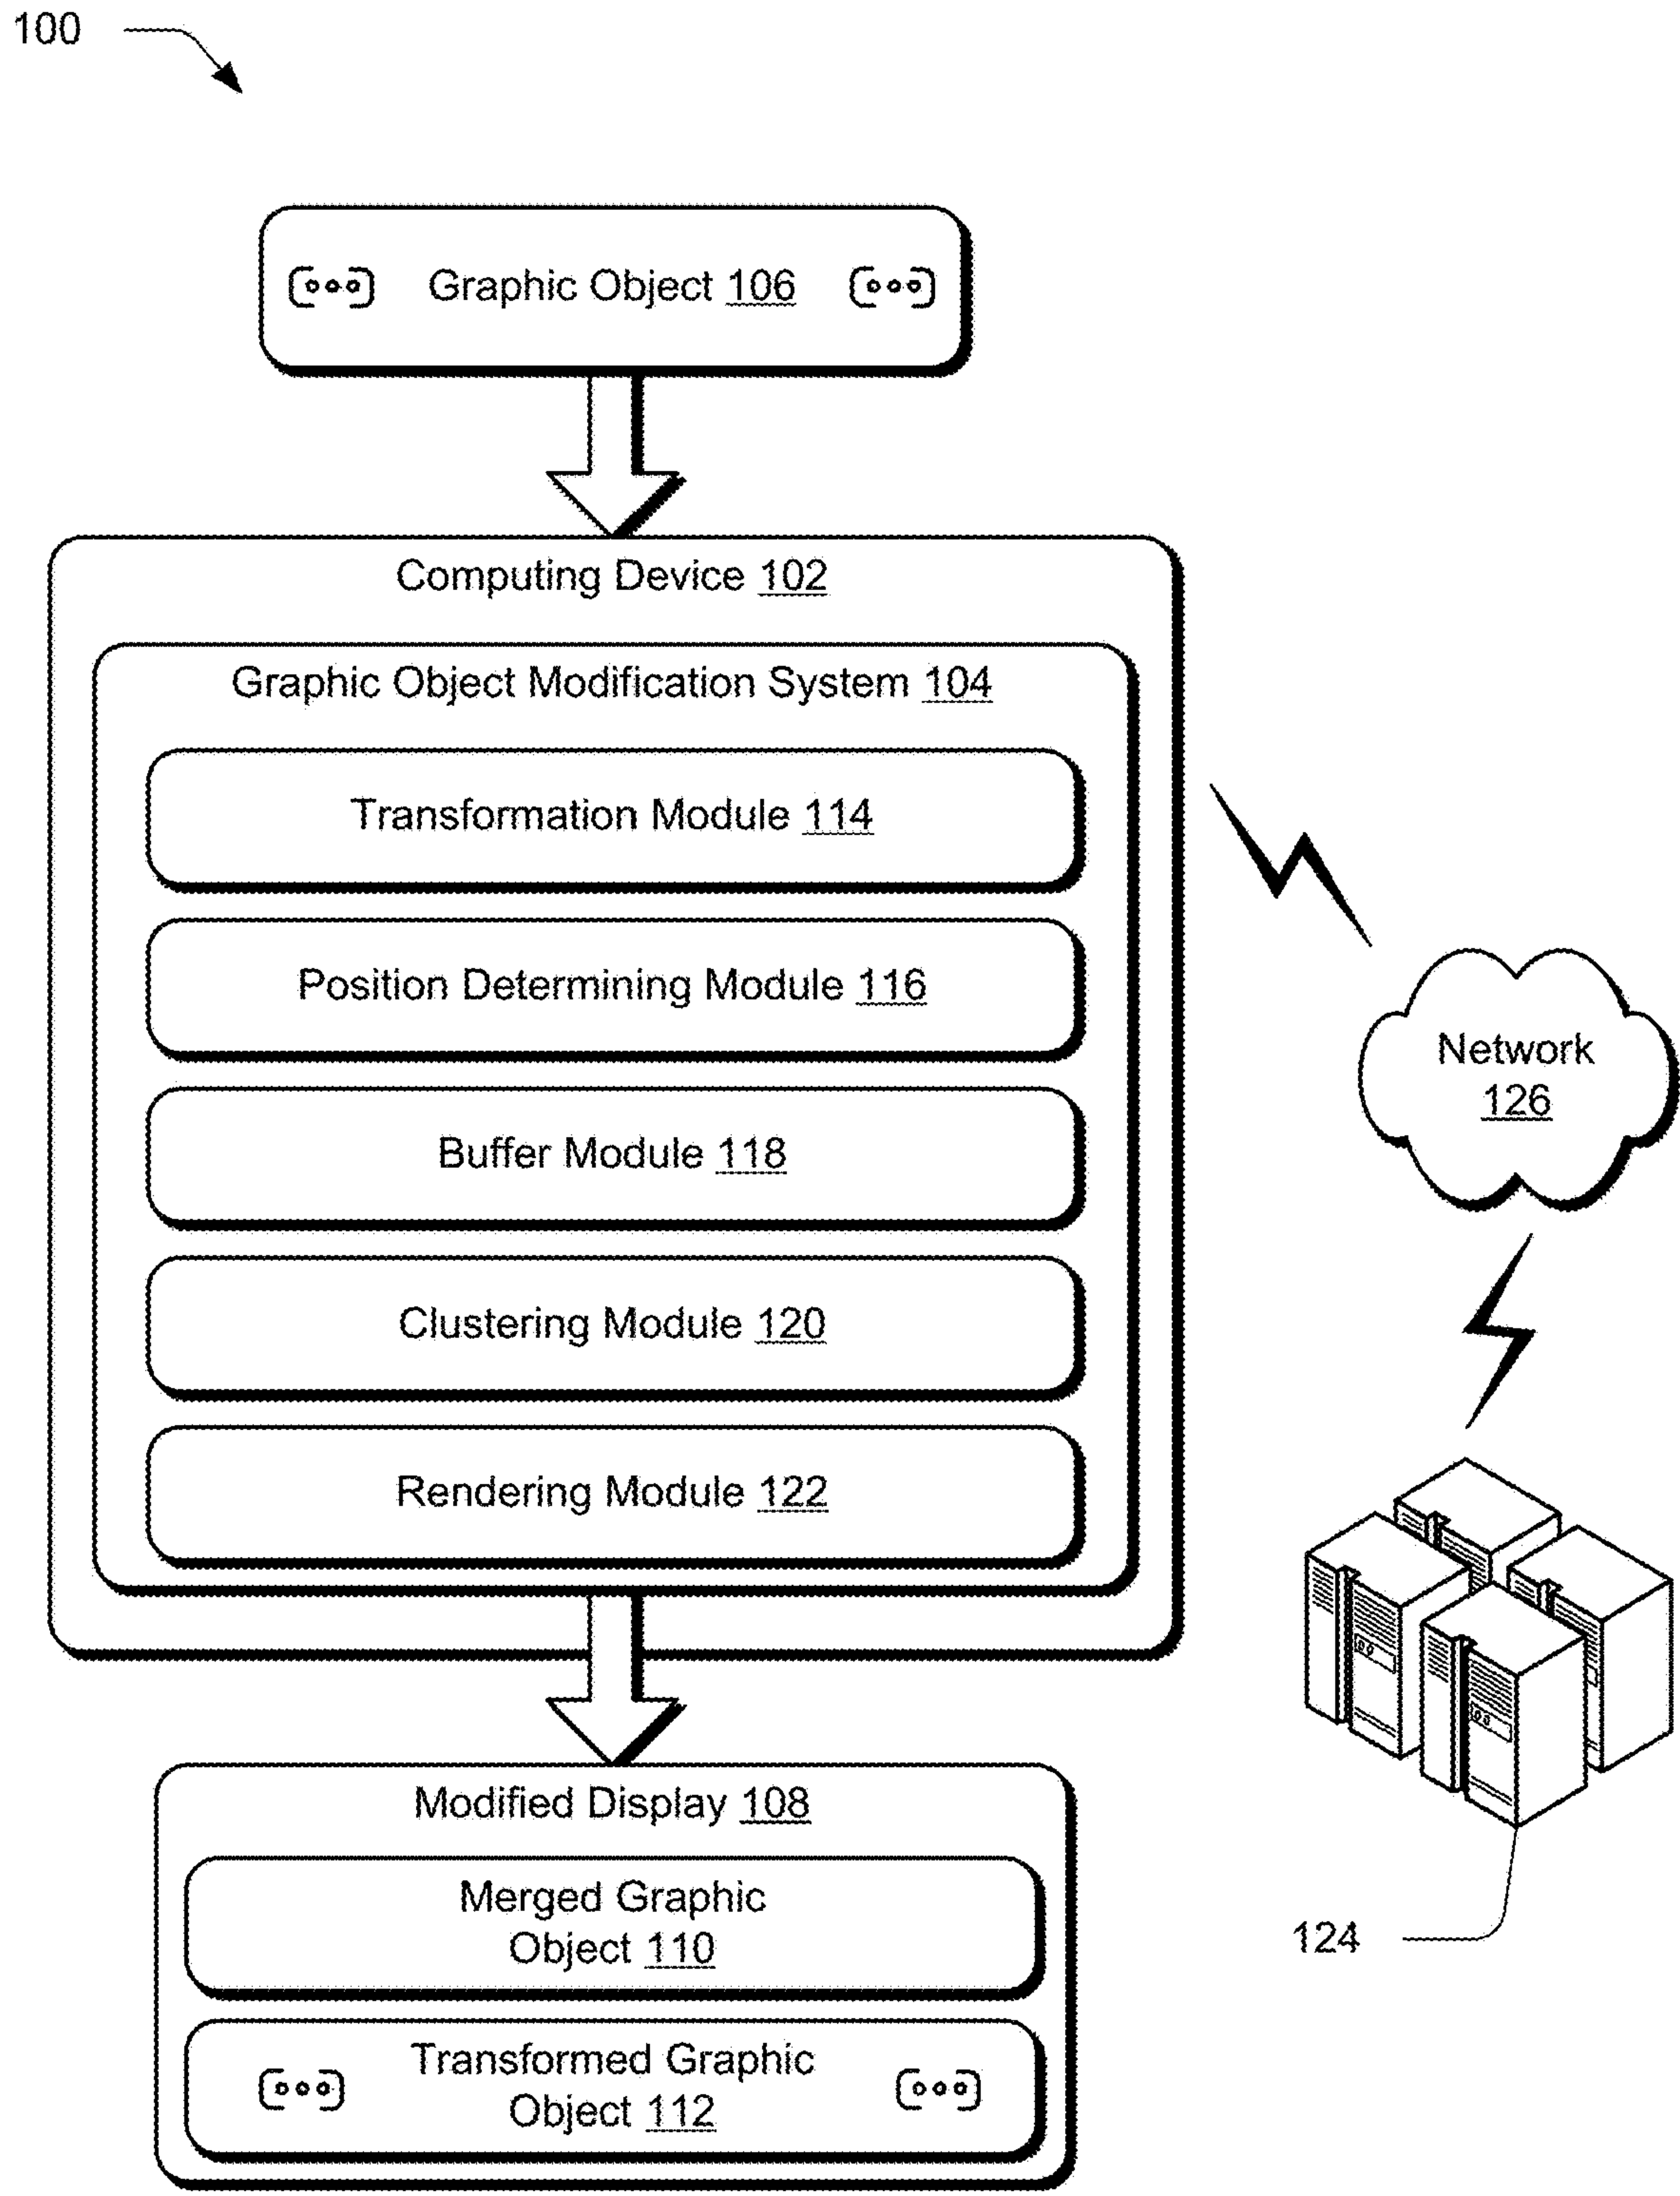 100
Graphic Object 106
Computing Device 102
Graphic Object Modification System 104
Transformation Module 114
Position Determining Module 116
Buffer Module 118
Clustering Module 120
Rendering Module 122
Network
126
Modified Display 108
Merged Graphic
Object 110
Transformed Graphic
Object 112
124